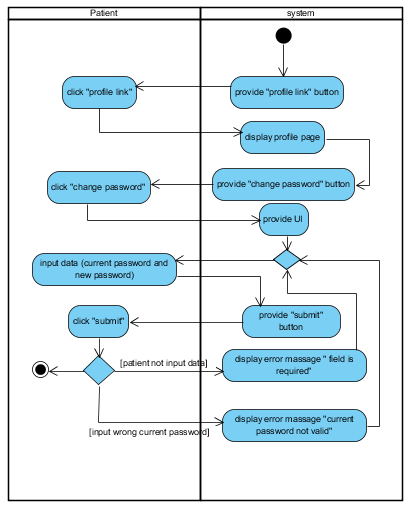 Patient
system
provide "profile link" button
click "profile link"
display profile page
provide "change password" button
click "change password"
provide UI
input data (current password and
new password)
provide "submit"
button
click "submit"
[patient not input data]
display error massage " field is
required"
display error massage "current
password not valid"
[input wrong current password]